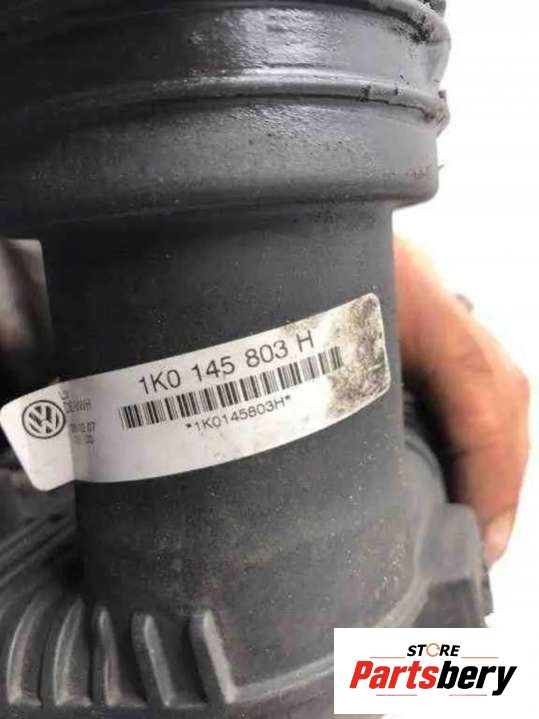 1K0 145 803 H
*1K0145803H*
STORE
Partsbery